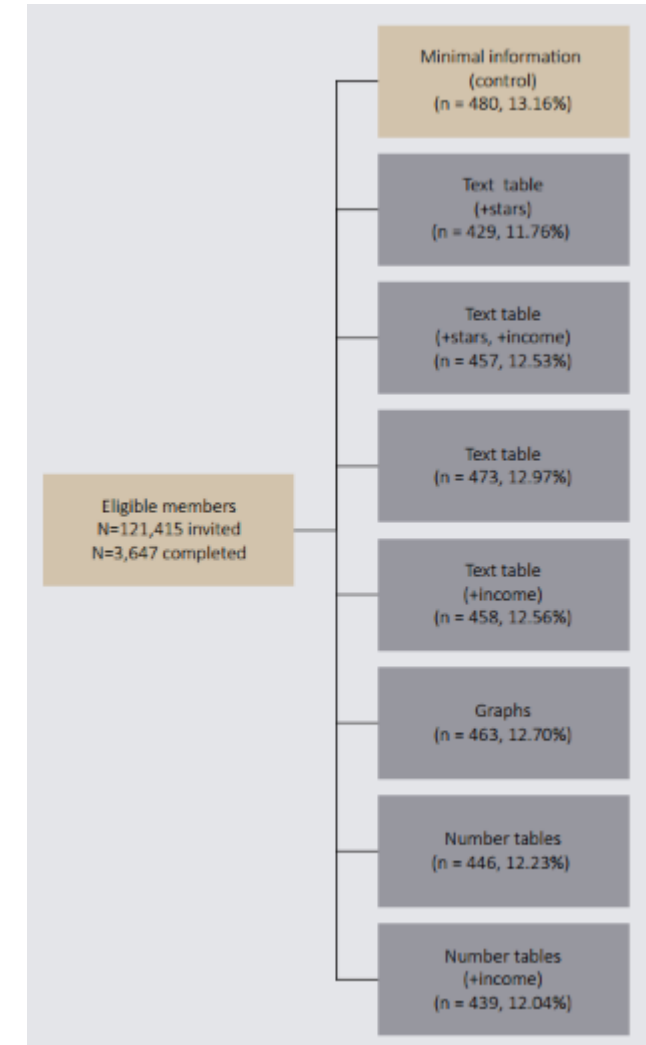 Minimal information
(control)
(n = 480, 13.16%)
Text table
(+stars)
(n = 429, 11.76%)
Text table
(+stars, +income)
(n = 457, 12.53%)
Text table
(n = 473, 12.97%)
Eligible members
N=121,415 invited
N=3,647 completed
Text table
(+income)
(n = 458, 12.56%)
Graphs
(n = 463, 12.70%)
Number tables
(n = 446, 12.23%)
Number tables
(+income)
(n = 439, 12.04%)